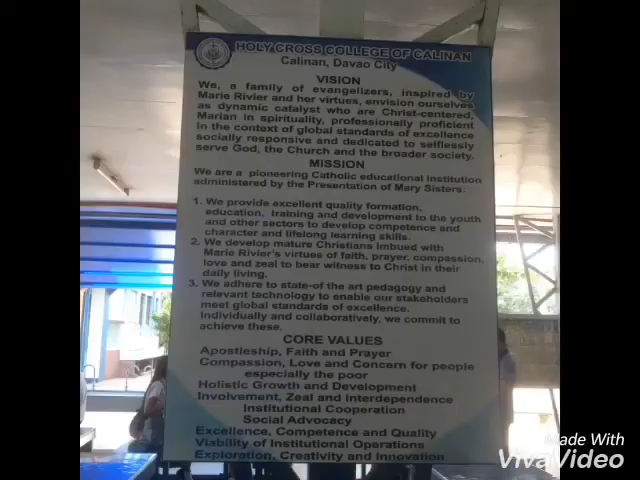 HOLY CROSS COLLEGE OF CALINAN
Calinan, Davao City
VISION
We, a family of evangelizers, inspired by
Marie Rivier and her virtues, envision ourselves
as dynamic catalyst who are Christ-centered,
Marian in spirituality, professionally proficient
in the context of global standards of excellence
socially responsive and dedicated to selflessly
serve God, the Church and the broader society.
MISSION
We are a pioneering Catholic educational institution
administered by the Presentation of Mary Sisters:
1. We provide excellent quality formation,
education, training and development to the youth
and other sectors to develop competence and
character and lifelong learning skills.
2. We develop mature Christians imbued with
Marie Rivier's virtues of faith, prayer, compassion,
love and zeal to bear witness to Christ in their
daily living.
3. We adhere to state-of the art pedagogy and
relevant technology to enable our stakeholders
meet global standards of excellence.
Individually and collaboratively, we commit to
achieve these.
CORE VALUES
Apostleship, Faith and Prayer
Compassion, Love and Concern for people
especially the poor
Holistic Growth and Development
Involvement, Zeal and interdependence
Institutional Cooperation
Social Advocacy
Excellence, Competence and Quality
Viability of Institutional Operations
Exploration, Creativity and Innovation
Made With
VivaVideo